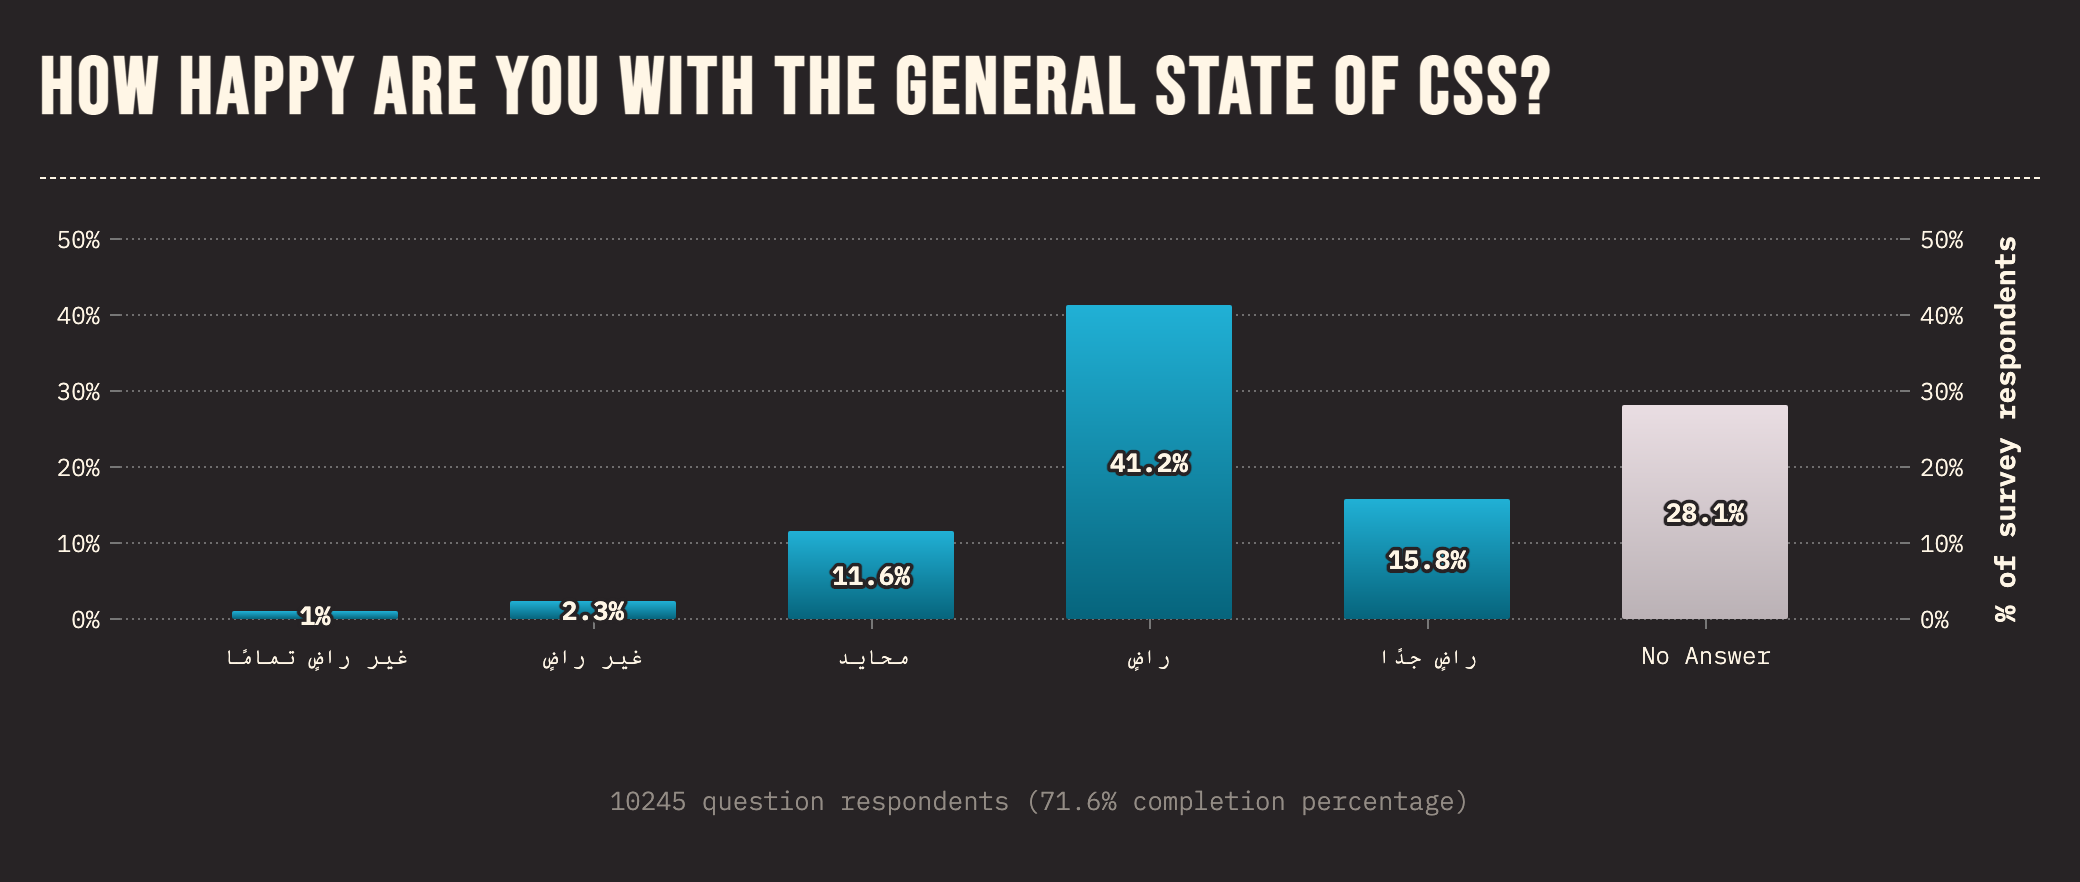 HOW HAPPY ARE YOU WITH THE GENERAL STATE OF CSS?
50%
40%
30%
20%
10%
0%
1%
2.3%
11.6%
41.2%
15.8%
28.1%
غير راضٍ تمامًا
غير راضٍ
محايد
راضٍ
راضٍ جدًا
No Answer
50%
40%
30%
20%
10%
0%
% of survey respondents
10245 question respondents (71.6% completion percentage)